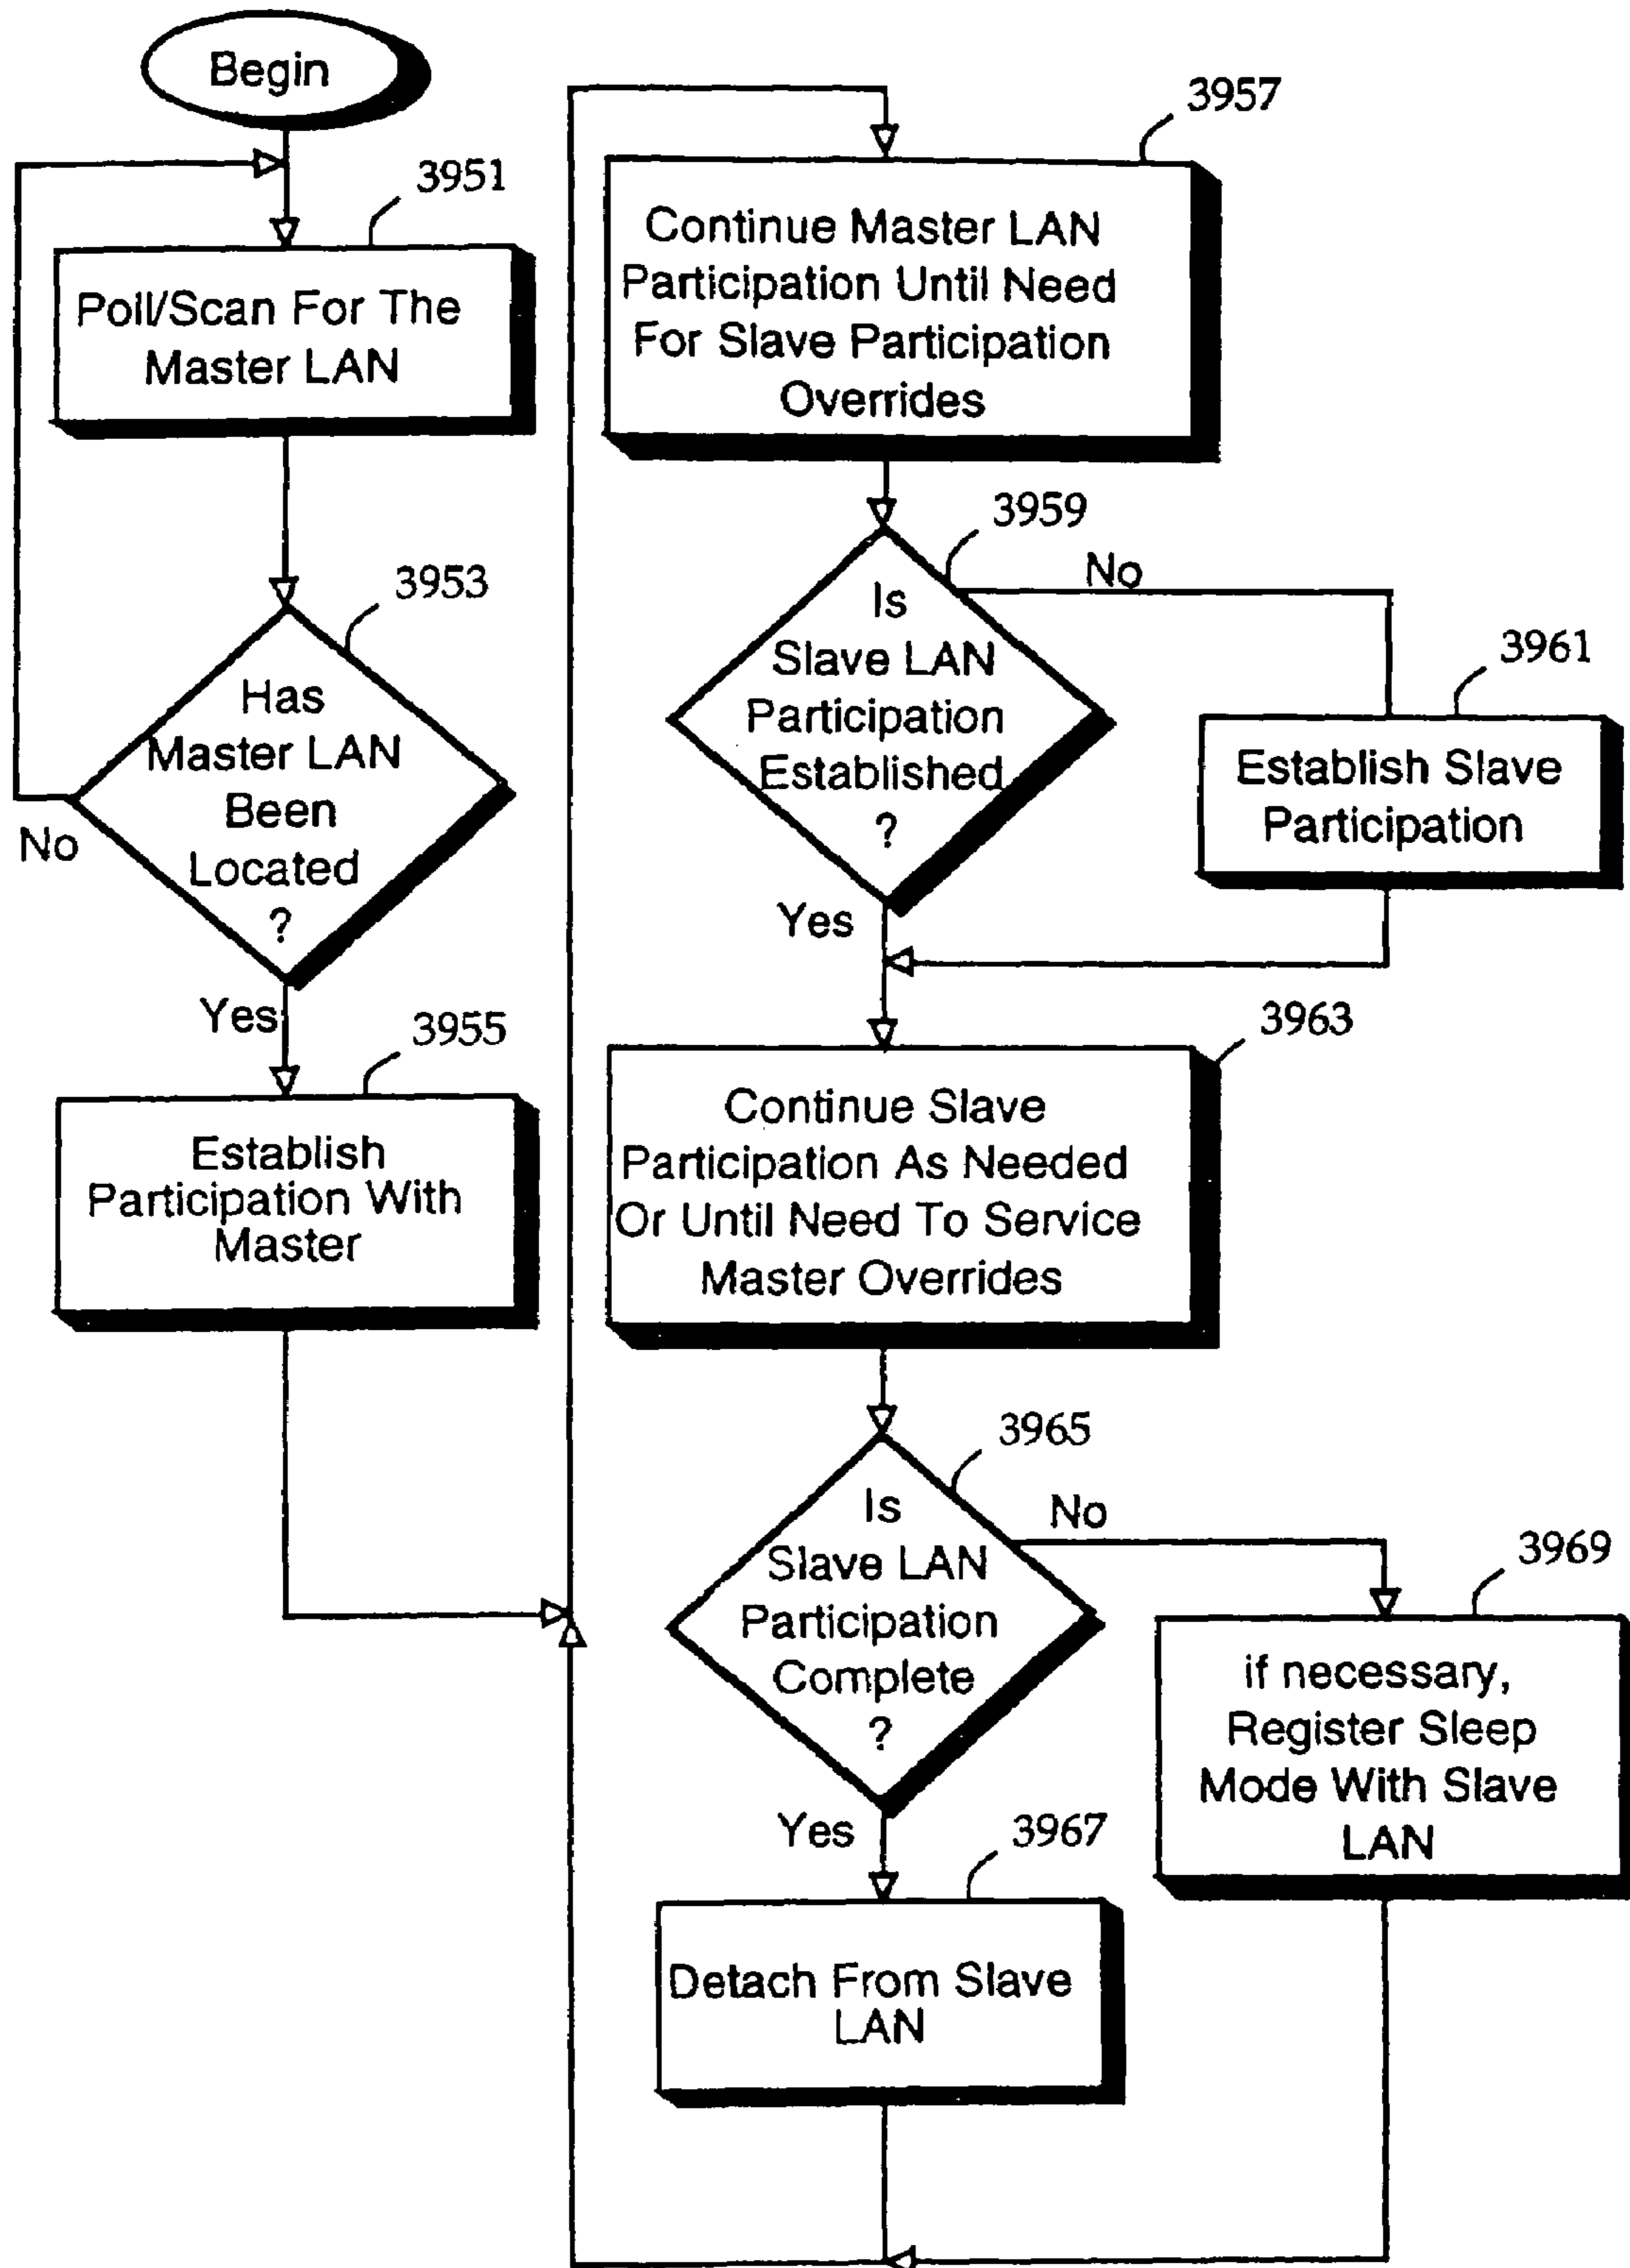 Begin
3951
Poll/Scan For The
Master LAN
3953
Has
Master LAN
Been
Located
?
No
Yes
3955
Establish
Participation With
Master
3957
Continue Master LAN
Participation Until Need
For Slave Participation
Overrides
3959
Is
Slave LAN
Participation
Established
?
No
3961
Establish Slave
Participation
Yes
3963
Continue Slave
Participation As Needed
Or Until Need To Service
Master Overrides
3965
Is
Slave LAN
Participation
Complete
?
No
3969
if necessary,
Register Sleep
Mode With Slave
LAN
Yes
3967
Detach From Slave
LAN